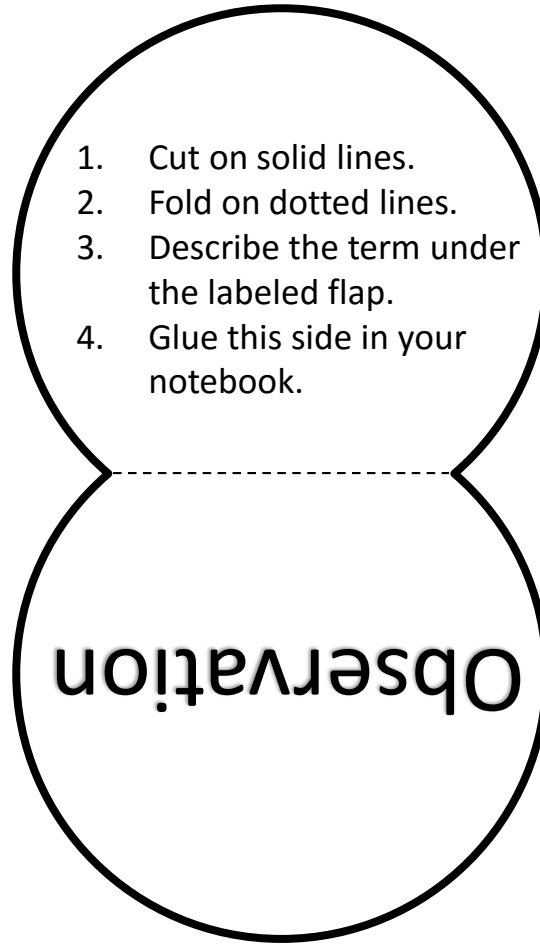 1. Cut on solid lines.
2. Fold on dotted lines.
3. Describe the term under
the labeled flap.
4. Glue this side in your
notebook.
Observation